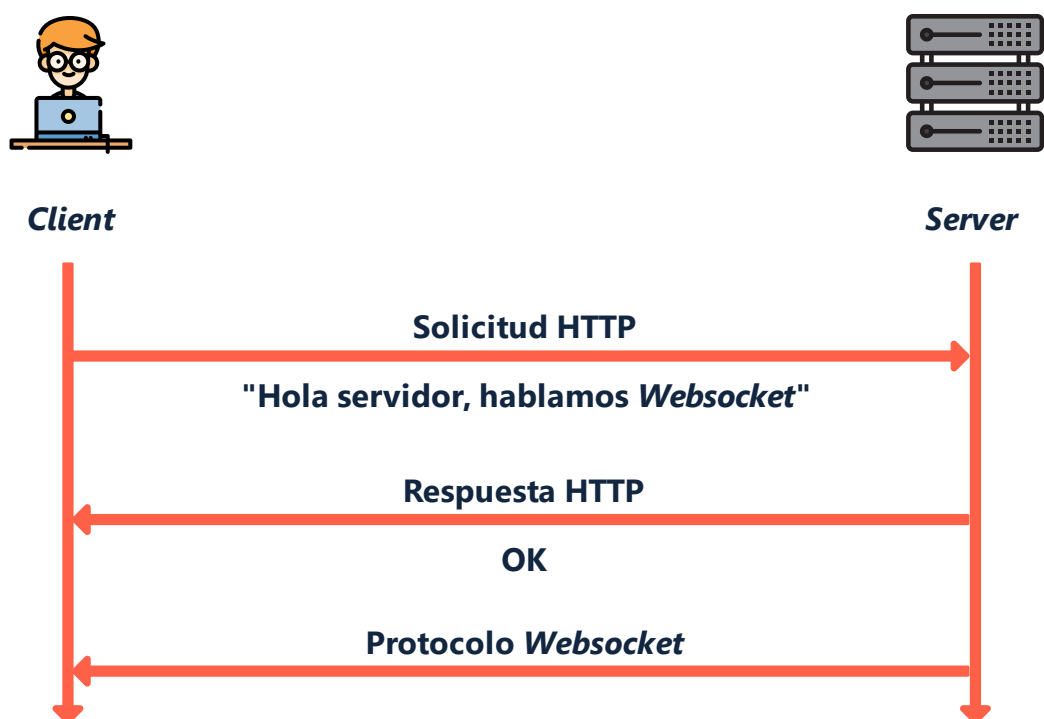 Client
Server
Solicitud HTTP
"Hola servidor, hablamos Websocket"
Respuesta HTTP
OK
Protocolo Websocket